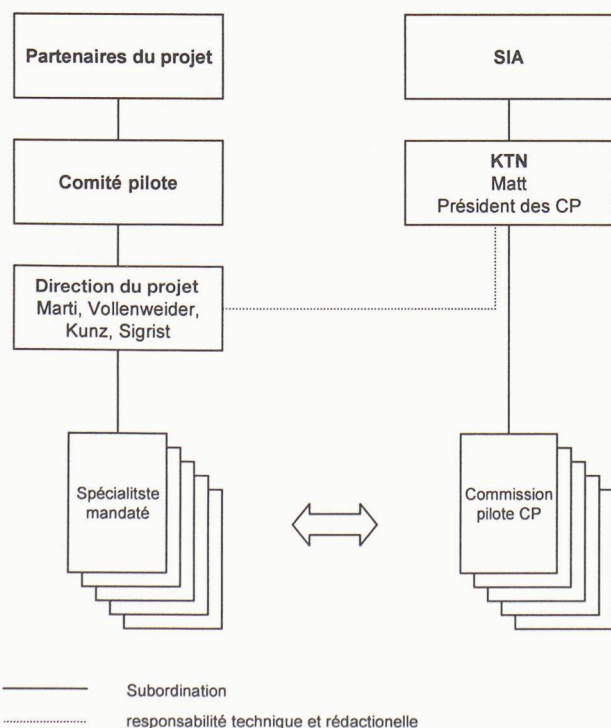 Partenaires du projet
Comité pilote
Direction du projet
Marti, Vollenweider,
Kunz, Sigrist
Spécialitste
mandaté
SIA
KTN
Matt
Président des CP
Commission
pilote CP
Subordination
responsabilité technique et rédactionelle